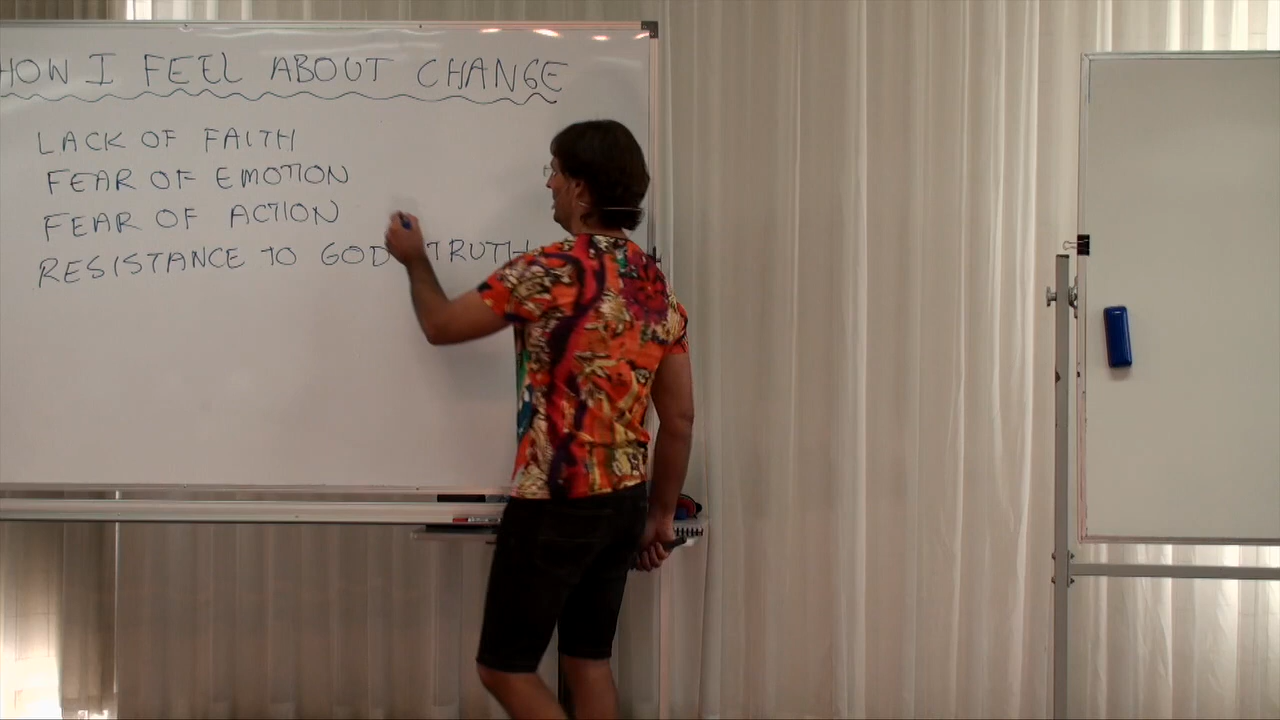 HOW I FEEL ABOUT CHANGE
LACK OF FAITH
FEAR OF EMOTION
FEAR OF ACTION
RESISTANCE TO GOD TRUTH